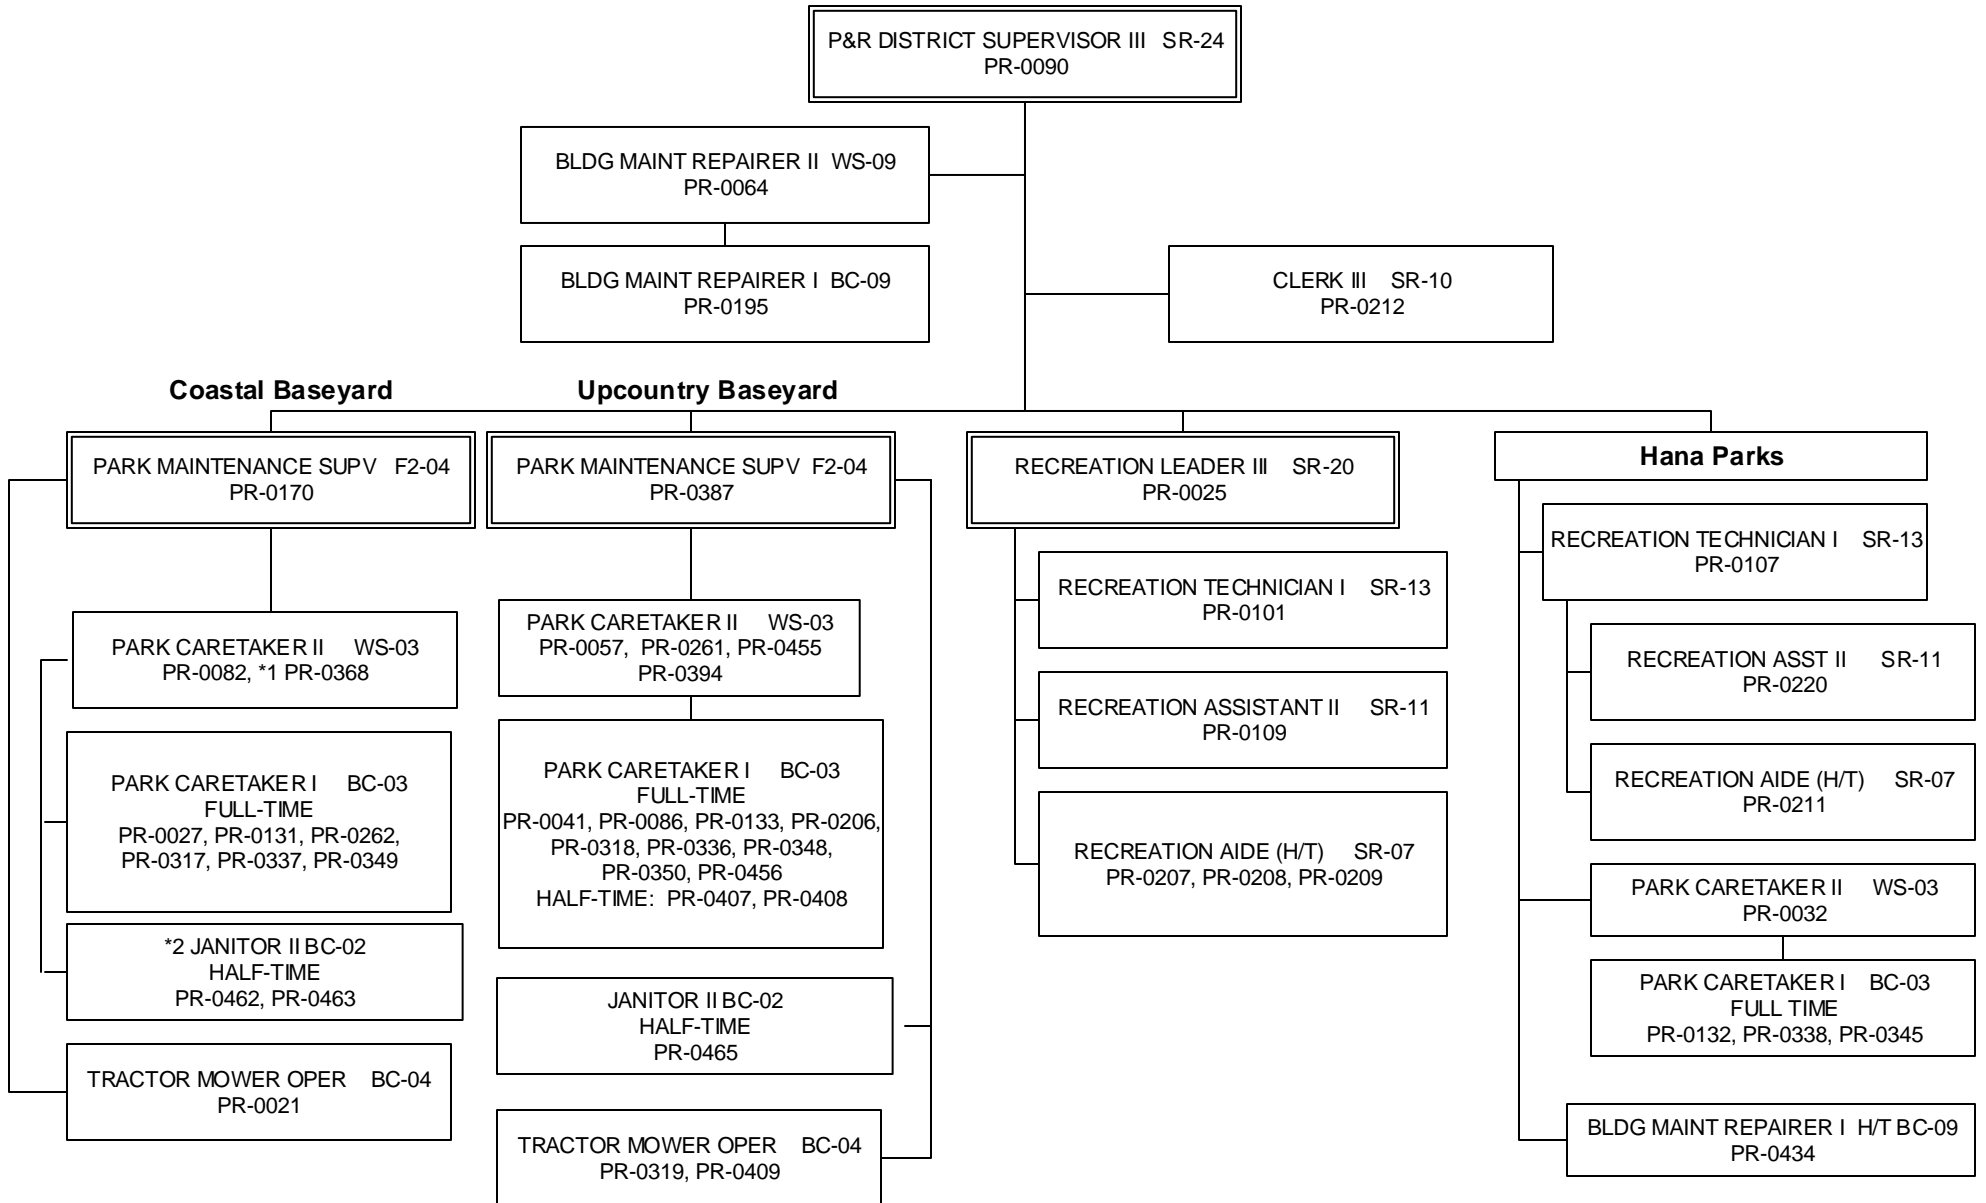 P&R DISTRICT SUPERVISOR III SR-24
PR-0090
BLDG MAINT REPAIRER II WS-09
PR-0064
BLDG MAINT REPAIRER I BC-09
PR-0195
CLERK III SR-10
PR-0212
Coastal Baseyard
Upcountry Baseyard
PARK MAINTENANCE SUPV F2-04
PR-0170
PARK CARETAKER II WS-03
PR-0082, *1 PR-0368
PARK CARETAKER I BC-03
FULL-TIME
PR-0027, PR-0131, PR-0262,
PR-0317, PR-0337, PR-0349
*2 JANITOR II BC-02
HALF-TIME
PR-0462, PR-0463
TRACTOR MOWER OPER BC-04
PR-0021
PARK MAINTENANCE SUPV F2-04
PR-0387
PARK CARETAKER II WS-03
PR-0057, PR-0261, PR-0455
PR-0394
PARK CARETAKER I BC-03
FULL-TIME
PR-0041, PR-0086, PR-0133, PR-0206,
PR-0318, PR-0336, PR-0348,
PR-0350, PR-0456
HALF-TIME: PR-0407, PR-0408
JANITOR II BC-02
HALF-TIME
PR-0465
TRACTOR MOWER OPER BC-04
PR-0319, PR-0409
RECREATION LEADER III SR-20
PR-0025
RECREATION TECHNICIAN I SR-13
PR-0101
RECREATION ASSISTANT II SR-11
PR-0109
RECREATION AIDE (H/T) SR-07
PR-0207, PR-0208, PR-0209
Hana Parks
RECREATION TECHNICIAN I SR-13
PR-0107
RECREATION ASST II SR-11
PR-0220
RECREATION AIDE (H/T) SR-07
PR-0211
PARK CARETAKER II WS-03
PR-0032
PARK CARETAKER I BC-03
FULL TIME
PR-0132, PR-0338, PR-0345
BLDG MAINT REPAIRER I H/T BC-09
PR-0434